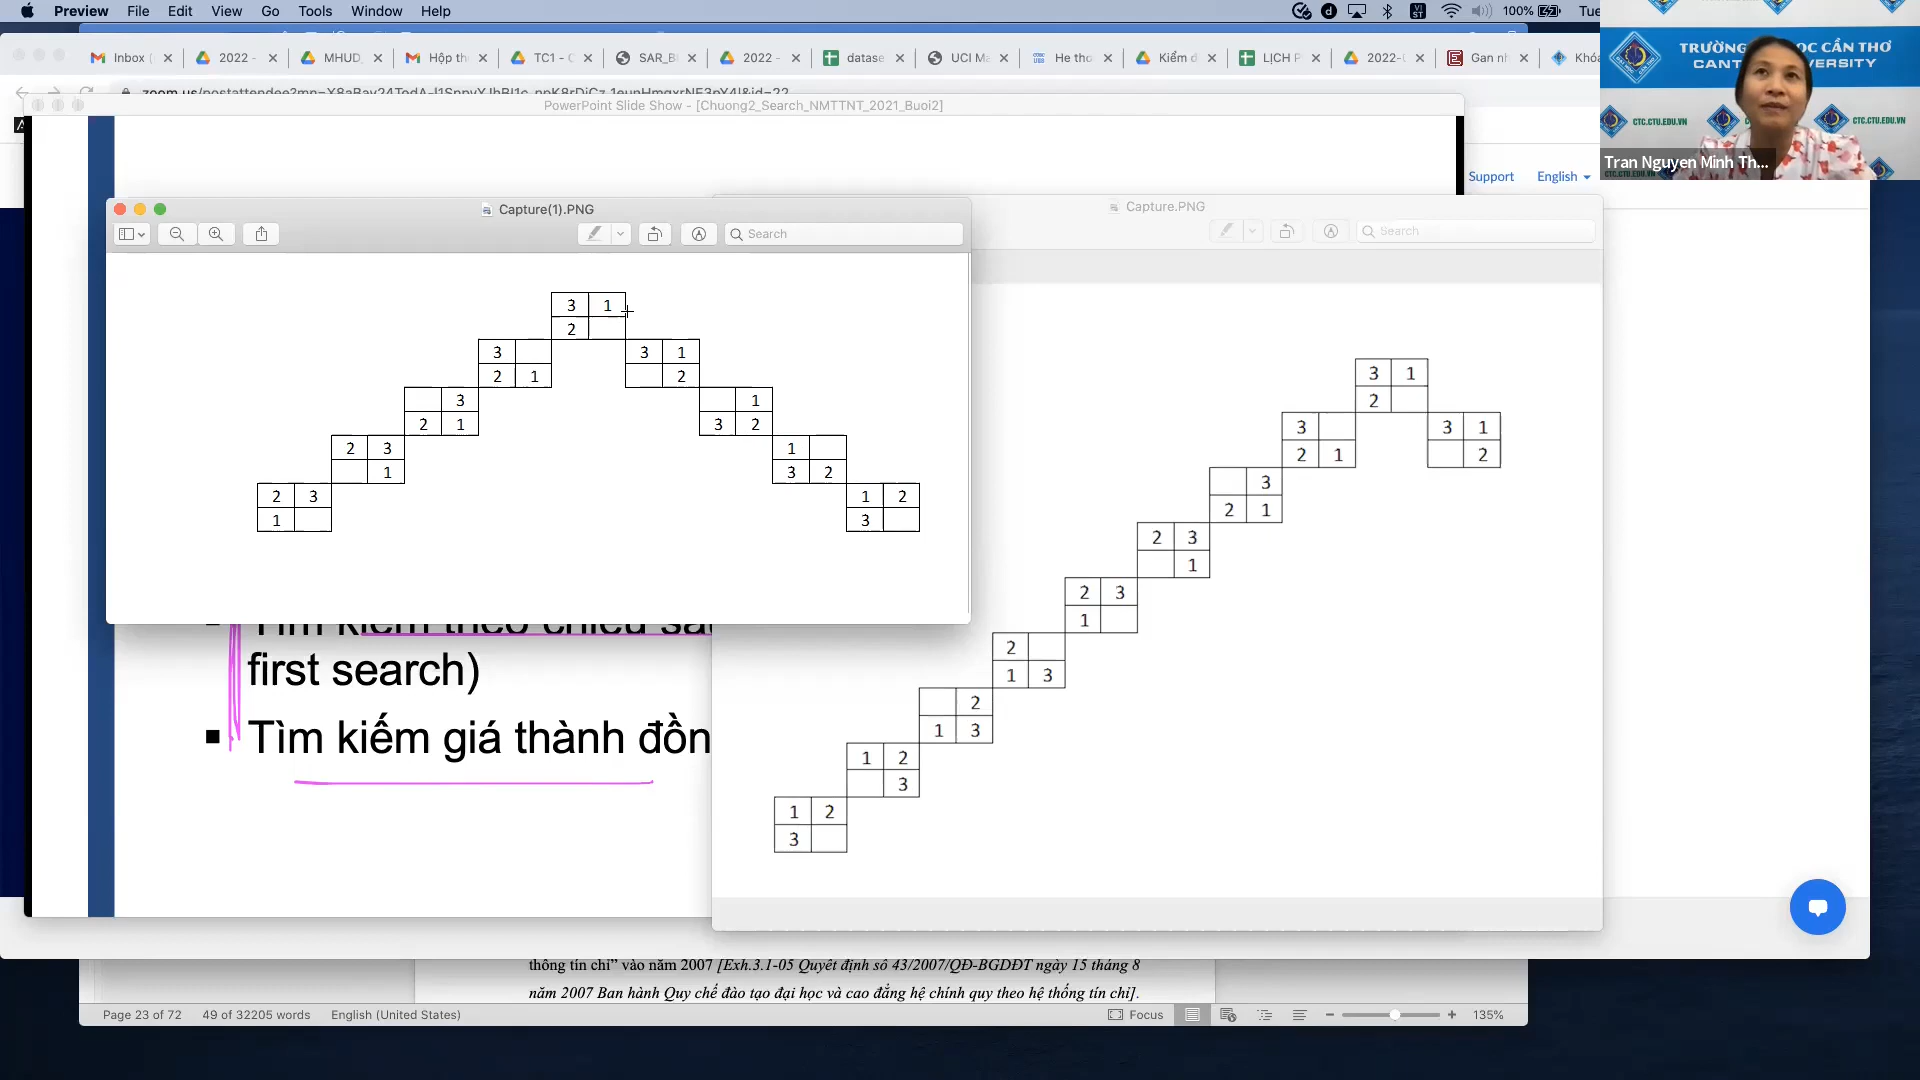 Preview File Edit View Go Tools Window Help 100% Tue
Inbox ( 2022 - MHUD_ Hộp th TC1 - C SAR_B 2022 - datase UCI Ma He tho Kiểm d LỊCH P 2022- Gan nh Khó
PowerPoint Slide Show - [Chuong2_Search_NMTTNT_2021_Buoi2]
TRƯỜNG ỌC CẦN THƠ
CANT ERSITY
CTC.CTU.EDU.VN
CTC.CTU.EDU.VN
Tran Nguyen Minh Th...
Support English
Capture(1).PNG
Search
3 1
2
3
2 1
3 1
2
3
2 1
1
3 2
2 3
1
1
3 2
2 3
1
1 2
3
Capture.PNG
Search
3 1
2
3
2 1
3 1
2
3
2 1
2 3
1
2 3
1
2
1 3
2
1 3
1 2
3
1 2
3
first search)
▪ Tìm kiếm giá thành đồn
thông tín chỉ” vào năm 2007 [Exh.3.1-05 Quyết định số 43/2007/QĐ-BGDĐT ngày 15 tháng 8
năm 2007 Ban hành Quy chế đào tạo đại học và cao đẳng hệ chính quy theo hệ thống tín chỉ].
Page 23 of 72 49 of 32205 words English (United States) Focus 135%